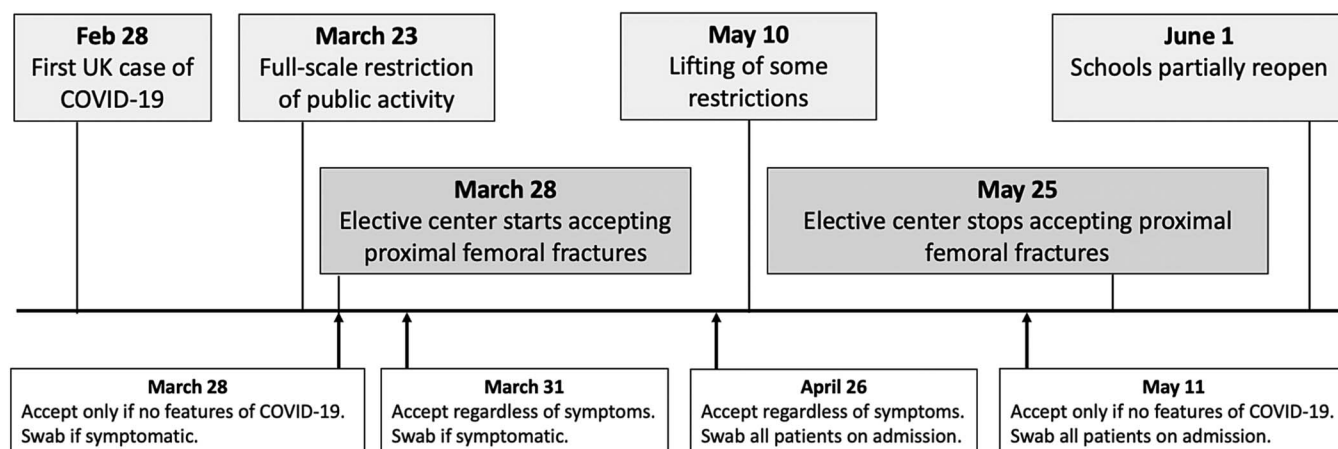 Feb 28
First UK case of
COVID-19
March 23
Full-scale restriction
of public activity
May 10
Lifting of some
restrictions
June 1
Schools partially reopen
March 28
Elective center starts accepting
proximal femoral fractures
May 25
Elective center stops accepting proximal
femoral fractures
March 28
Accept only if no features of COVID-19.
Swab if symptomatic.
March 31
Accept regardless of symptoms.
Swab if symptomatic.
April 26
Accept regardless of symptoms.
Swab all patients on admission.
May 11
Accept only if no features of COVID-19.
Swab all patients on admission.